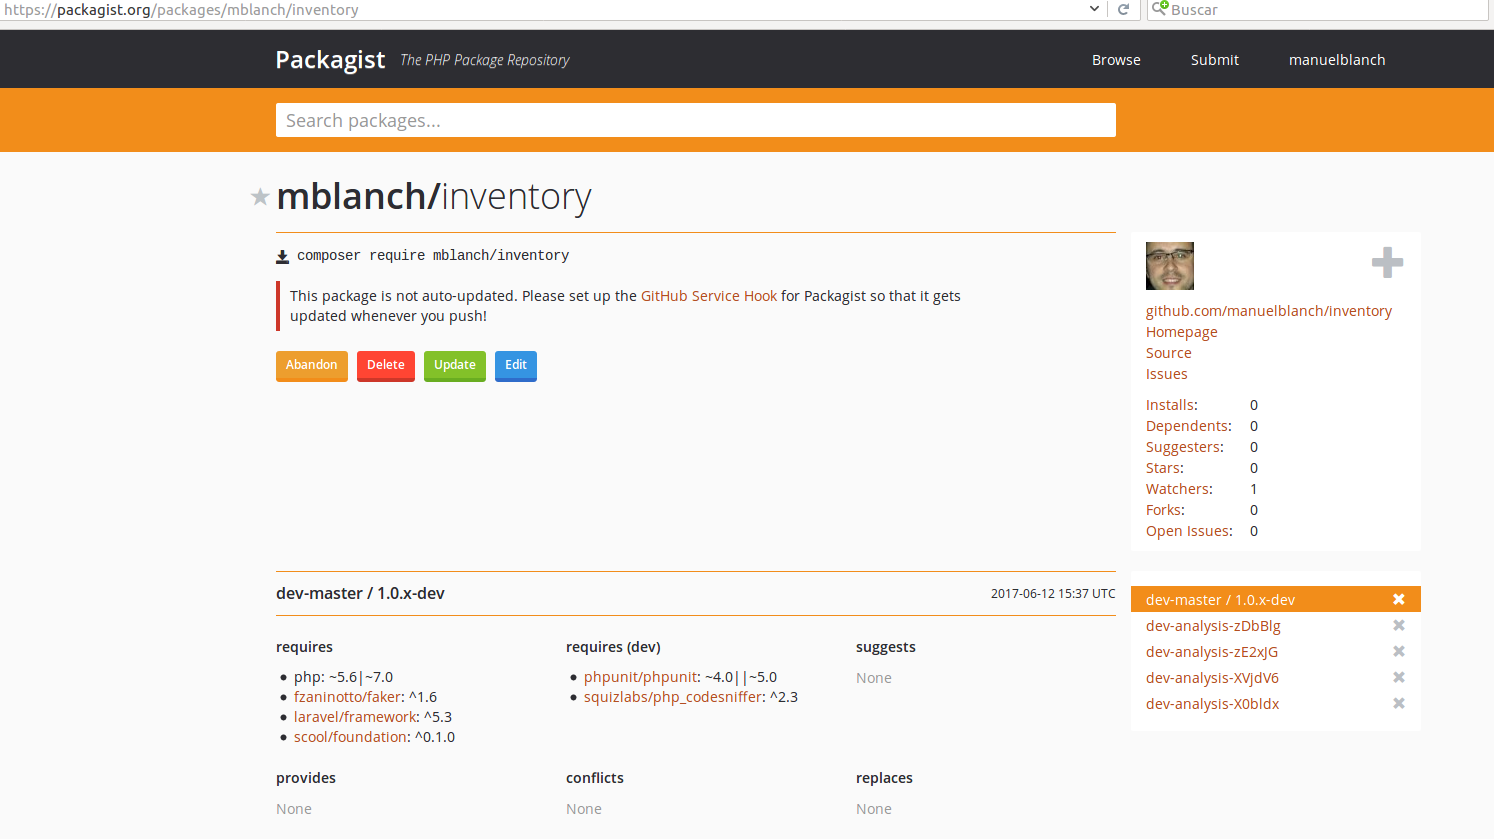 https://packagist.org/packages/mblanch/inventory
Buscar
Packagist The PHP Package Repository
Browse Submit manuelblanch
Search packages...
mblanch/inventory
composer require mblanch/inventory
This package is not auto-updated. Please set up the GitHub Service Hook for Packagist so that it gets
updated whenever you push!
Abandon Delete Update Edit
github.com/manuelblanch/inventory
Homepage
Source
Issues
Installs: 0
Dependents: 0
Suggesters: 0
Stars: 0
Watchers: 1
Forks: 0
Open Issues: 0
dev-master / 1.0.x-dev 2017-06-12 15:37 UTC
requires
php: ~5.6|~7.0
fzaninotto/faker: ^1.6
laravel/framework: ^5.3
scool/foundation: ^0.1.0
requires (dev)
phpunit/phpunit: ~4.0||~5.0
squizlabs/php_codesniffer: ^2.3
suggests
None
provides
None
conflicts
None
replaces
None
dev-master / 1.0.x-dev
dev-analysis-zDbBlg
dev-analysis-zE2xJG
dev-analysis-XVjdV6
dev-analysis-X0bldx